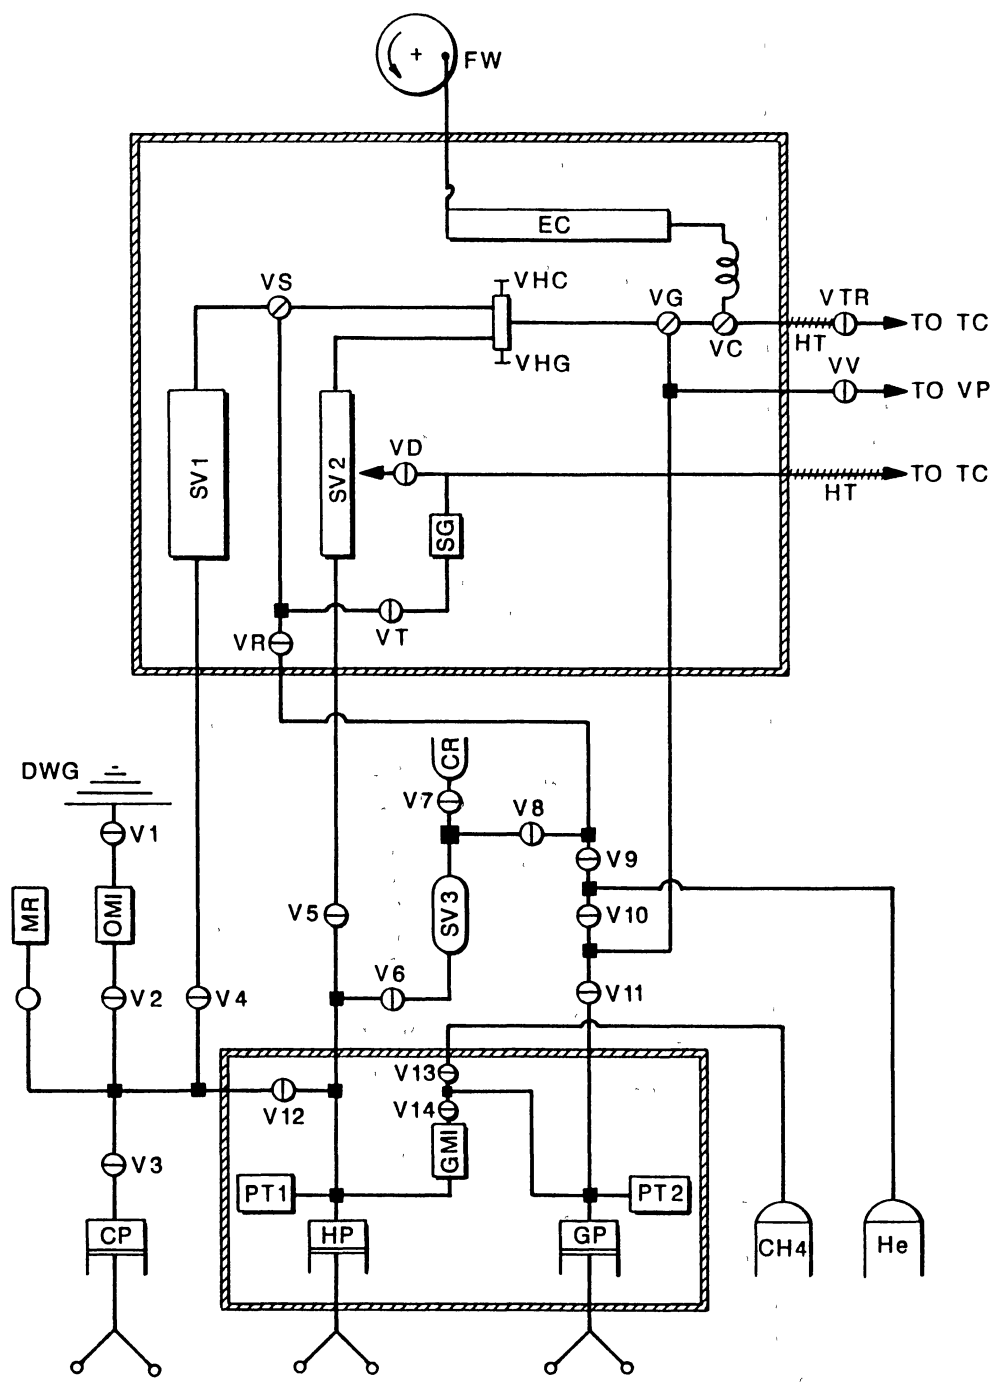 FW
EC
VS
VHC
VG
VTR
TO TC
VC
HT
VHG
VV
TO VP
VD
SV1
SV2
TO TC
HT
SG
VT
VR
DWG
CR
V7
V8
V1
V9
MR
OMI
V5
SV3
V10
V6
V2
V4
V11
V13
V12
V14
GMI
V3
PT1
PT2
CP
HP
GP
CH4
He